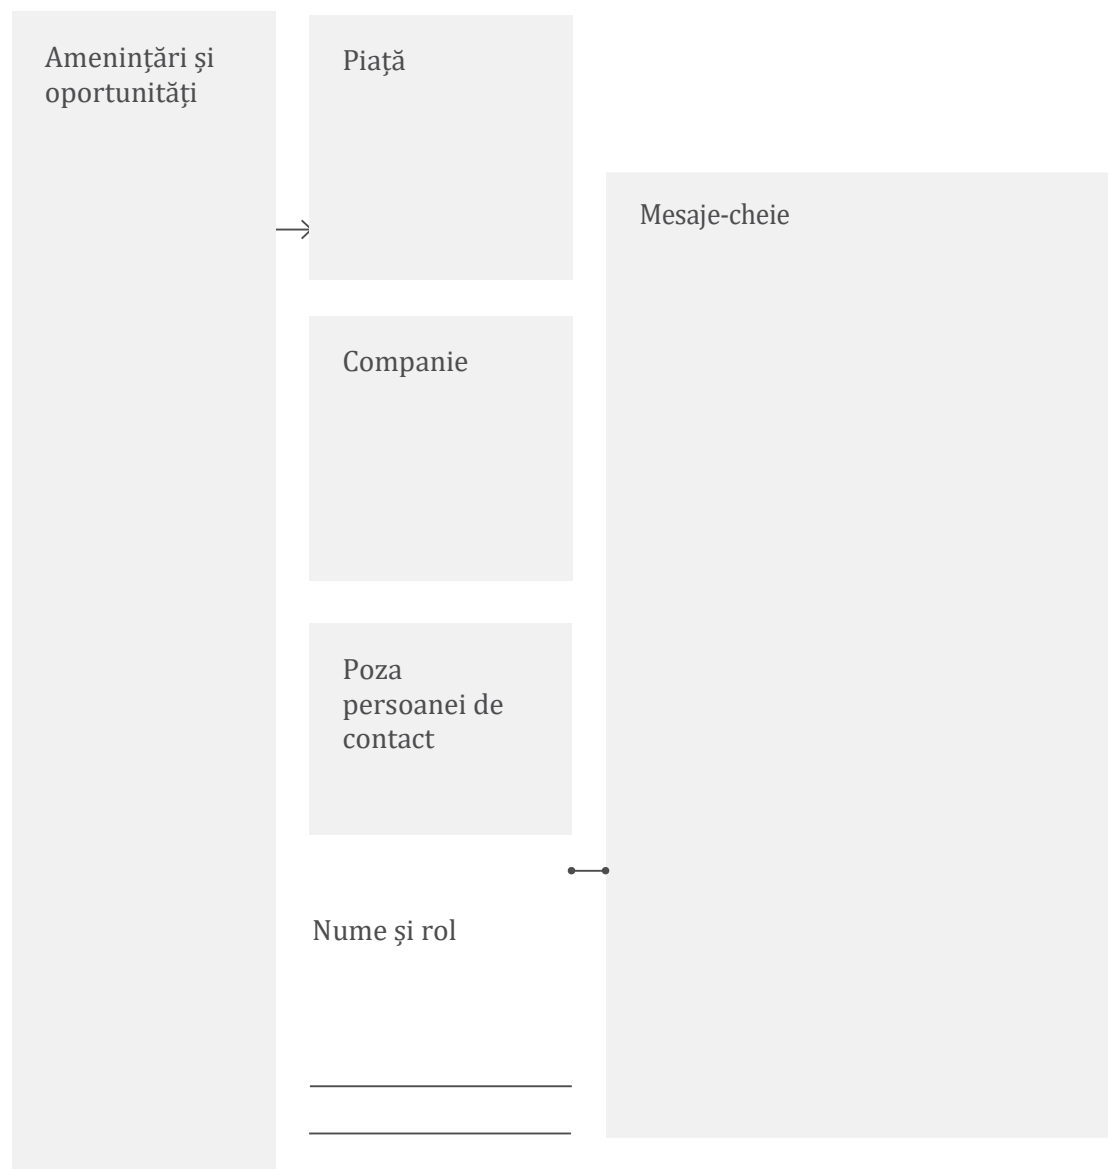 Amenințări și
oportunități
Piață
Mesaje-cheie
Companie
Poza
persoanei de
contact
Nume și rol